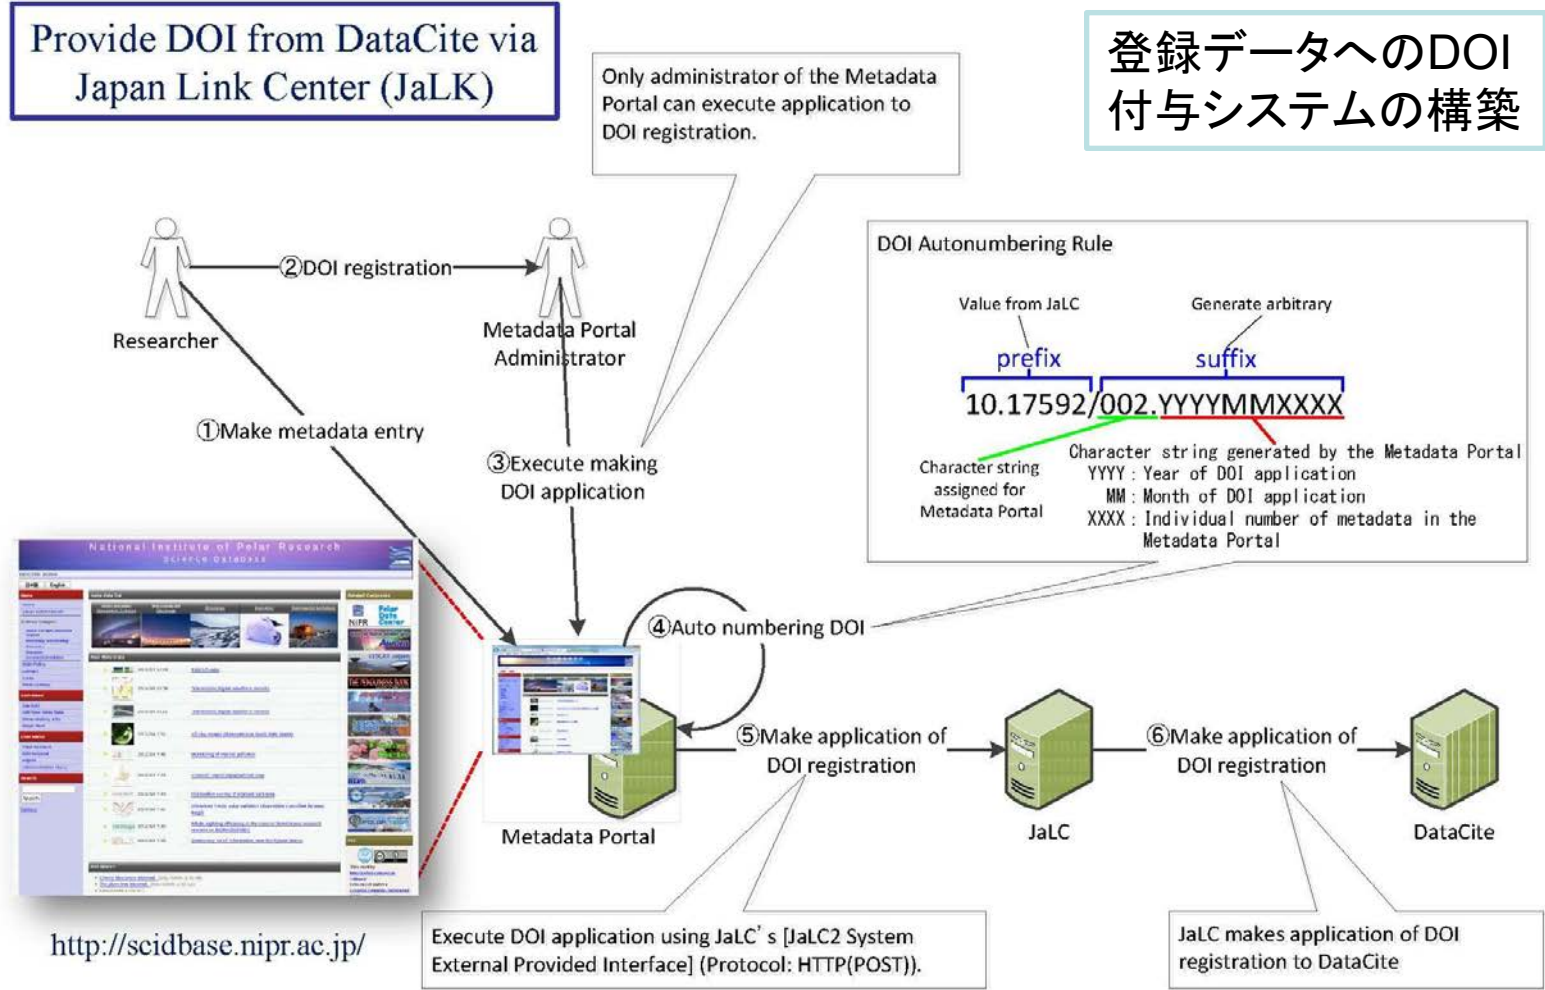 Provide DOI from DataCite via
Japan Link Center (JaLK)
登録データへのDOI
付与システムの構築
Only administrator of the Metadata
Portal can execute application to
DOI registration.
②DOI registration
Researcher
Metadata Portal
Administrator
①Make metadata entry
③Execute making
DOI application
DOI Autonumbering Rule
Value from JaLC
Generate arbitrary
prefix
suffix
10.17592/002.YYYYMMXXXX
Character string
assigned for
Metadata Portal
Character string generated by the Metadata Portal
YYYY : Year of DOI application
MM : Month of DOI application
XXXX : Individual number of metadata in the
Metadata Portal
National Institute of Polar Research
Science Database
④Auto numbering DOI
⑤Make application of
DOI registration
⑥Make application of
DOI registration
Metadata Portal
JaLC
DataCite
http://scidbase.nipr.ac.jp/
Execute DOI application using JaLC's [JaLC2 System
External Provided Interface] (Protocol: HTTP(POST)).
JaLC makes application of DOI
registration to DataCite